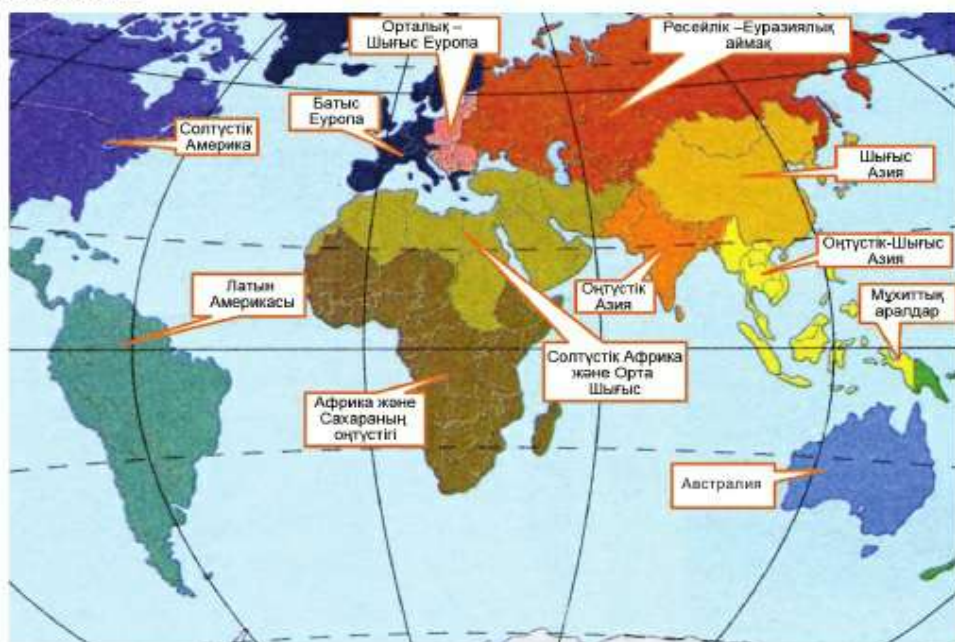 Орталық –
Шығыс Еуропа
Ресейлік –Еуразиялық
аймақ
Батыс
Еуропа
Солтүстік
Америка
Шығыс
Азия
Оңтүстік-Шығыс
Азия
Латын
Америкасы
Оңтүстік
Азия
Мұхиттық
аралдар
Солтүстік Африка
және Орта
Шығыс
Африка және
Сахараның
оңтүстігі
Австралия